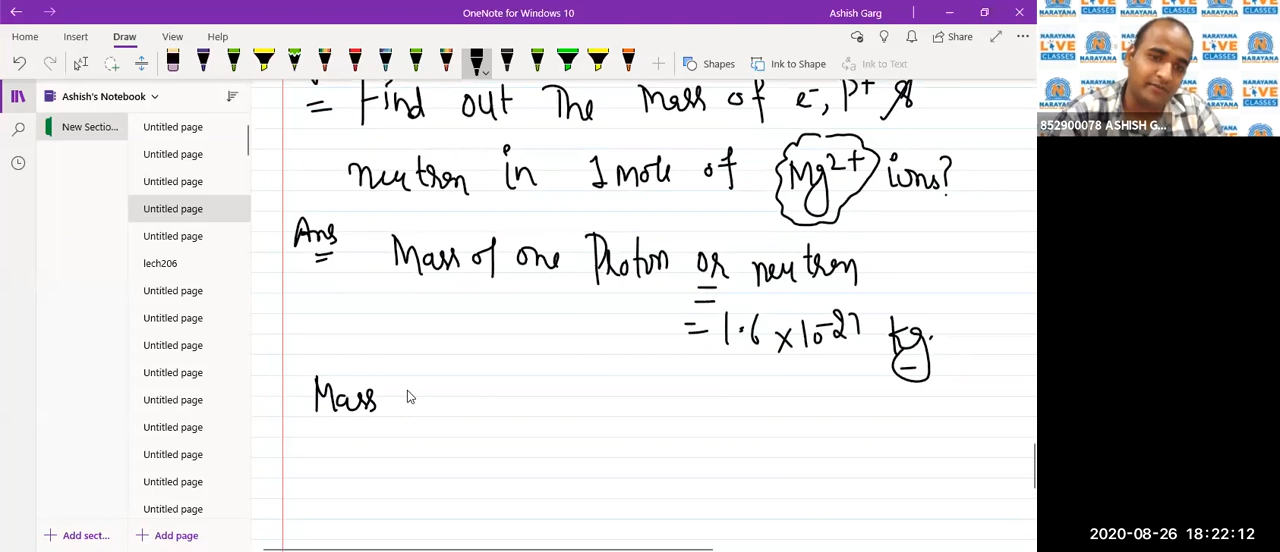 OneNote for Windows 10
Ashish Garg
Home Insert Draw View Help
Share
Shapes Ink to Shape Ink to Text
Ashish's Notebook
New Sectio...
Untitled page
Untitled page
Untitled page
Untitled page
Untitled page
lech206
Untitled page
Untitled page
Untitled page
Untitled page
Untitled page
Untitled page
Untitled page
Untitled page
Untitled page
Add sect...
Add page
= Find out The Mass of e-, p+ &
neutron in 1 mole of Mg2+ ions?
Ans
Mass of one Proton or neutron
= 1.6 x 10-27 kg.
Mass
NARAYANA
LIVE
CLASSES
852900078 ASHISH G...
2020-08-26 18:22:12